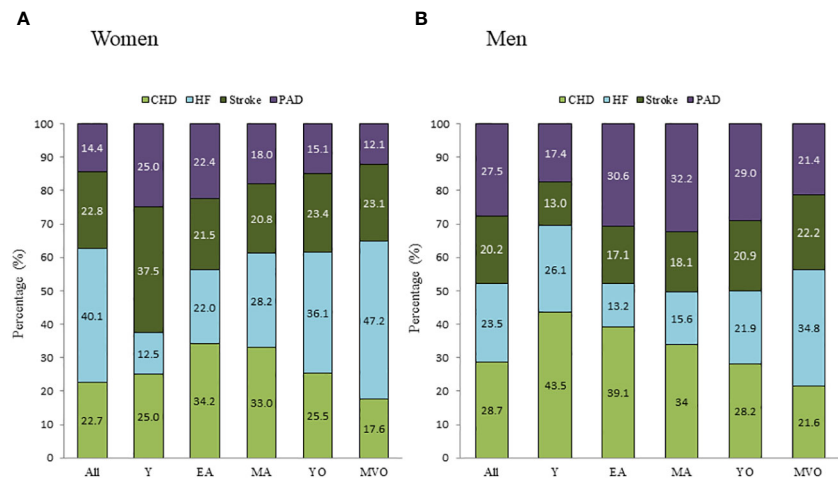 A
Women
CHD HF Stroke PAD
Percentage (%)
100
90
80
70
60
50
40
30
20
10
0
14.4 25.0 22.4 18.0 15.1 12.1
22.8 37.5 21.5 20.8 23.4 23.1
40.1 12.5 22.0 28.2 36.1 47.2
22.7 25.0 34.2 33.0 25.5 17.6
All Y EA MA YO MVO
B
Men
CHD HF Stroke PAD
Percentage (%)
100
90
80
70
60
50
40
30
20
10
0
27.5 17.4 30.6 32.2 29.0 21.4
20.2 13.0 17.1 18.1 20.9 22.2
23.5 26.1 13.2 15.6 21.9 34.8
28.7 43.5 39.1 34 28.2 21.6
All Y EA MA YO MVO